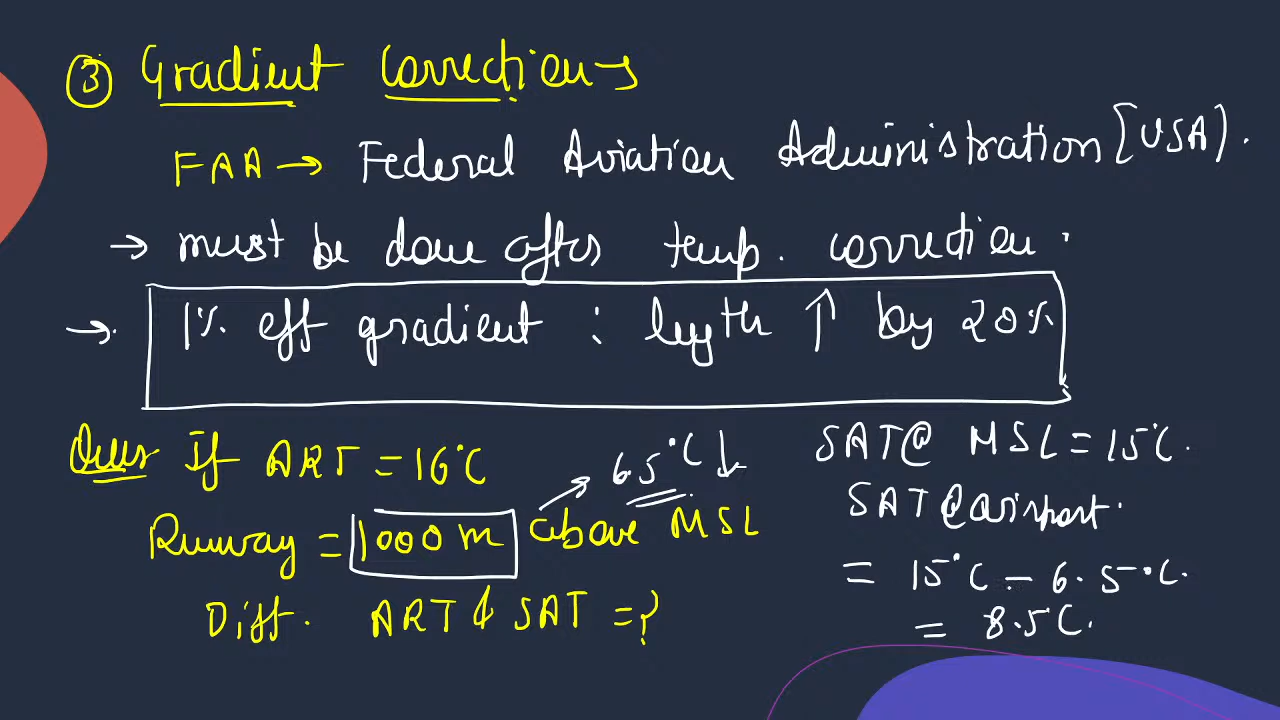 ③ Gradient Correction →
FAA → Federal Aviation Administration [USA].
→ must be done after temp. correction.
→ 1% eff gradient : length ↑ by 20%
Ques If ART = 16°C
6.5°C ↓
Runway = 1000 m above MSL
Diff. ART & SAT = ?
SAT @ MSL = 15°C.
SAT @ airport.
= 15°C - 6.5°C.
= 8.5C.